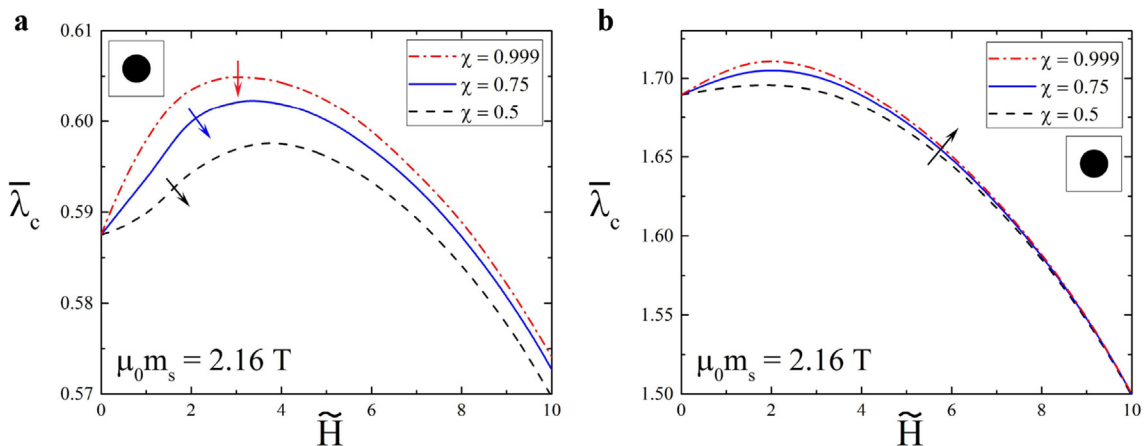 a
0.61
0.60
0.59
0.58
0.57
λ̄c
χ = 0.999
χ = 0.75
χ = 0.5
μ0ms = 2.16 T
0 2 4 6 8 10
H̃
b
1.70
1.65
1.60
1.55
1.50
λ̄c
χ = 0.999
χ = 0.75
χ = 0.5
μ0ms = 2.16 T
0 2 4 6 8 10
H̃